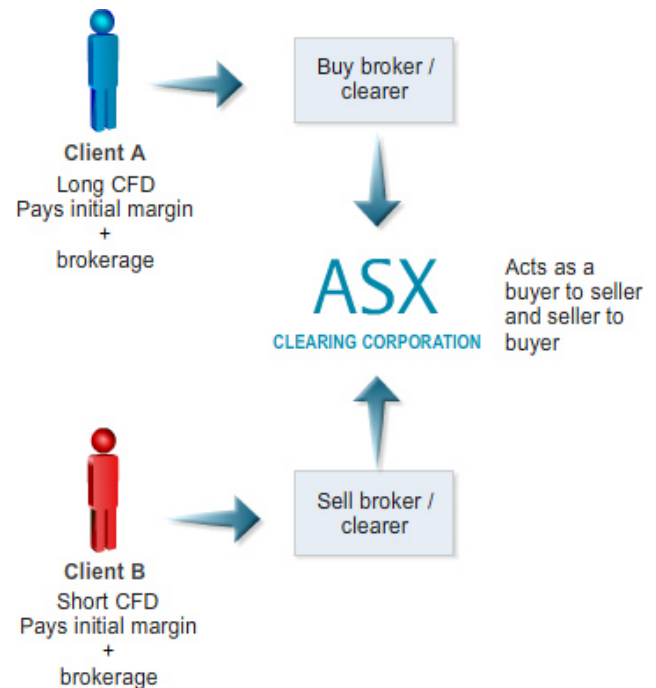 Buy broker /
clearer
Client A
Long CFD
Pays initial margin
+
brokerage
ASX
CLEARING CORPORATION
Acts as a
buyer to seller
and seller to
buyer
Sell broker /
clearer
Client B
Short CFD
Pays initial margin
+
brokerage